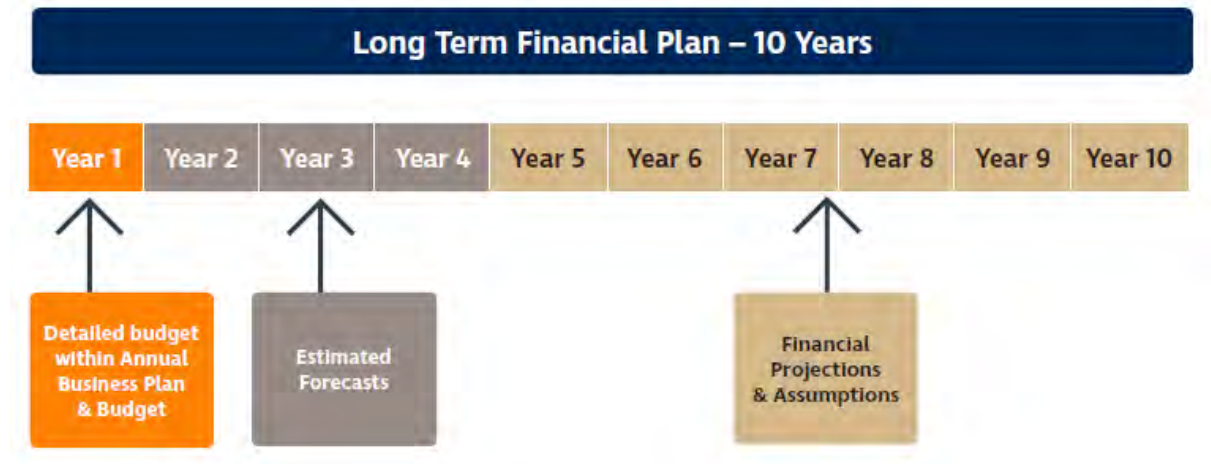 Long Term Financial Plan – 10 Years
Year 1 Year 2 Year 3 Year 4 Year 5 Year 6 Year 7 Year 8 Year 9 Year 10
Detailed budget
within Annual
Business Plan
& Budget
Estimated
Forecasts
Financial
Projections
& Assumptions